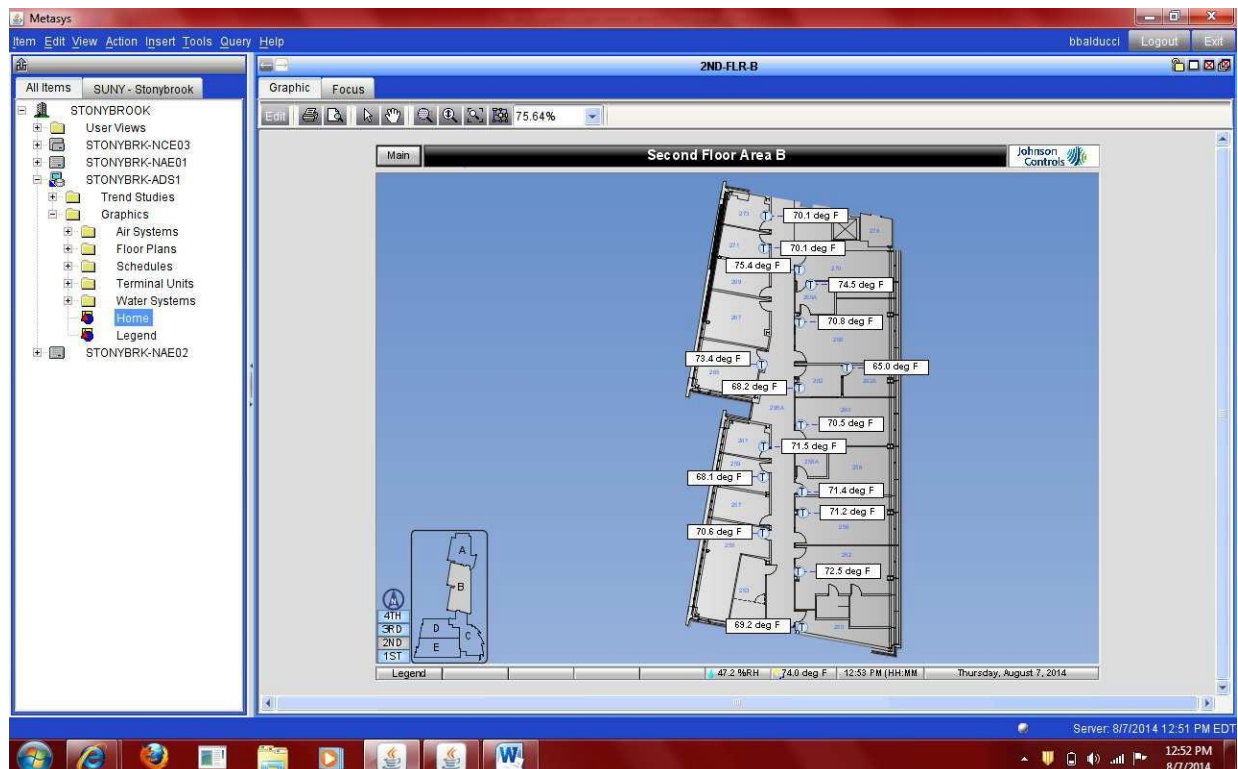 Metasys
Item Edit View Action Insert Tools Query Help
bbalducci Logout Exit
All Items SUNY - Stonybrook
STONYBROOK
User Views
STONYBRK-NCE03
STONYBRK-NAE01
STONYBRK-ADS1
Trend Studies
Graphics
Air Systems
Floor Plans
Schedules
Terminal Units
Water Systems
Home
Legend
STONYBRK-NAE02
2ND-FLR-B
Graphic Focus
Edit 75.64%
Main Second Floor Area B Johnson Controls
273 T 70.1 deg F
271 T 70.1 deg F
75.4 deg F T
T 74.5 deg F
267 T 70.8 deg F
73.4 deg F T
T 65.0 deg F
68.2 deg F T
T 70.5 deg F
T 71.5 deg F
68.1 deg F T
T 71.4 deg F
257 T 71.2 deg F
70.6 deg F T
T 72.5 deg F
69.2 deg F T
A
B
C
D
E
4TH
3RD
2ND
1ST
Legend 47.2 %RH 74.0 deg F 12:53 PM (HH:MM Thursday, August 7, 2014
Server: 8/7/2014 12:51 PM EDT
12:52 PM
8/7/2014